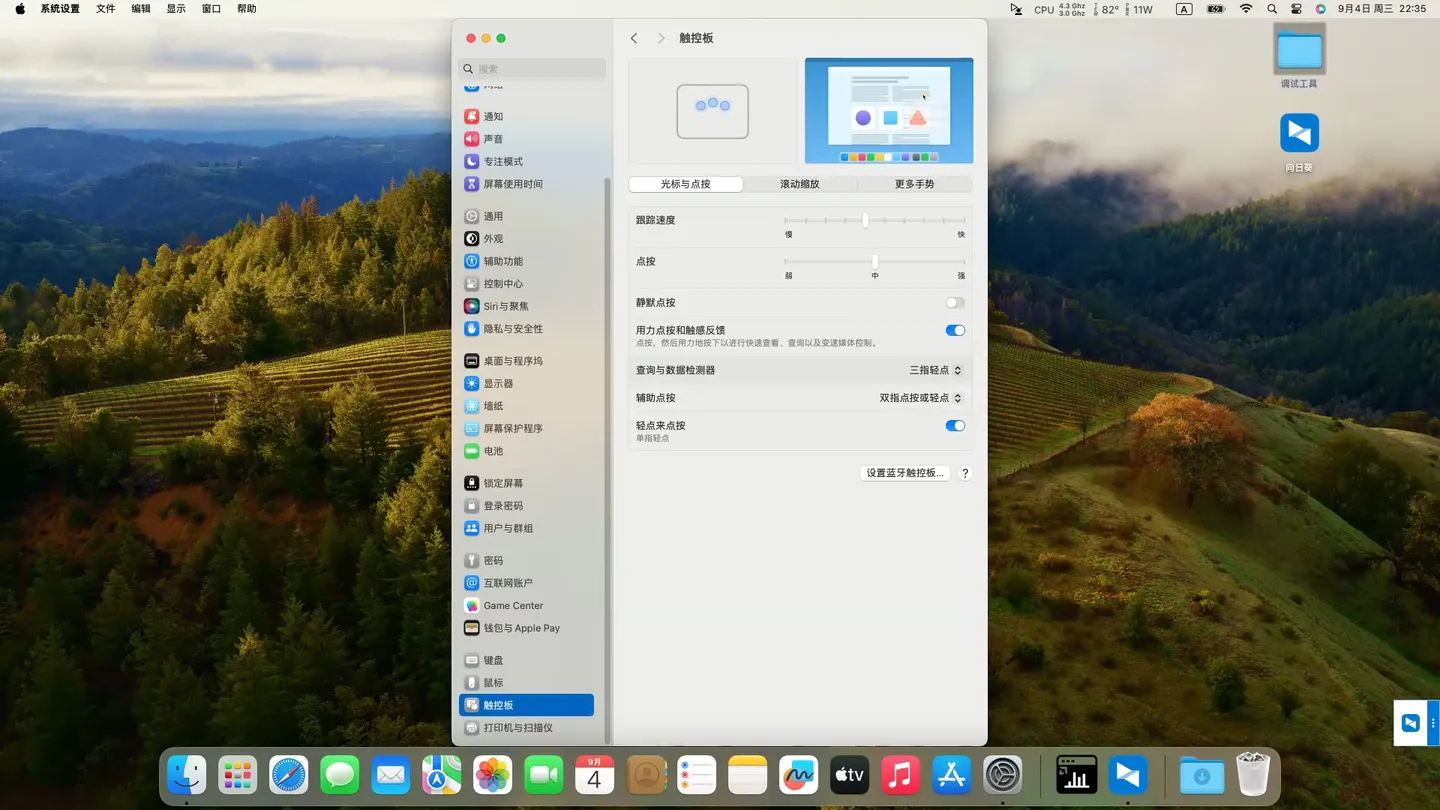 系统设置 文件 编辑 显示 窗口 帮助
CPU 4.3 Ghz 3.0 Ghz 82° 11W A 9月4日 周三 22:35
触控板
搜索
网络
通知
声音
专注模式
屏幕使用时间
通用
外观
辅助功能
控制中心
Siri与聚焦
隐私与安全性
桌面与程序坞
显示器
墙纸
屏幕保护程序
电池
锁定屏幕
登录密码
用户与群组
密码
互联网账户
Game Center
钱包与 Apple Pay
键盘
鼠标
触控板
打印机与扫描仪
光标与点按 滚动缩放 更多手势
跟踪速度
慢 快
点按
弱 中 强
静默点按
用力点按和触感反馈
点按，然后用力地按下以进行快速查看、查询以及变速媒体控制。
查询与数据检测器 三指轻点
辅助点按 双指点按或轻点
轻点来点按
单指轻点
设置蓝牙触控板... ?
调试工具
向日葵
9月
4
tv